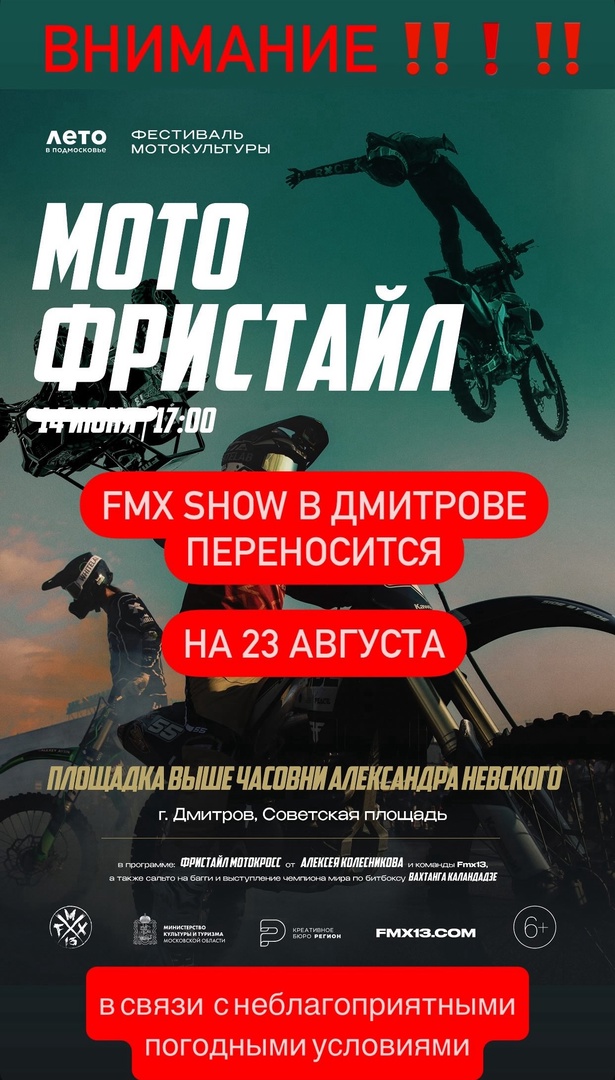 ВНИМАНИЕ ‼️❗‼️
лето
в подмосковье
ФЕСТИВАЛЬ
МОТОКУЛЬТУРЫ
МОТО
ФРИСТАЙЛ
14 ИЮНЯ | 17:00
FMX SHOW В ДМИТРОВЕ
ПЕРЕНОСИТСЯ
НА 23 АВГУСТА
ПЛОЩАДКА ВЫШЕ ЧАСОВНИ АЛЕКСАНДРА НЕВСКОГО
г. Дмитров, Советская площадь
в программе: ФРИСТАЙЛ МОТОКРОСС от АЛЕКСЕЯ КОЛЕСНИКОВА и команды Fmx13,
а также сальто на багги и выступление чемпиона мира по битбоксу ВАХТАНГА КАЛАНДАДЗЕ
FMX
13
МИНИСТЕРСТВО
КУЛЬТУРЫ И ТУРИЗМА
МОСКОВСКОЙ ОБЛАСТИ
КРЕАТИВНОЕ
БЮРО РЕГИОН
FMX13.COM
6+
в связи с неблагоприятными
погодными условиями